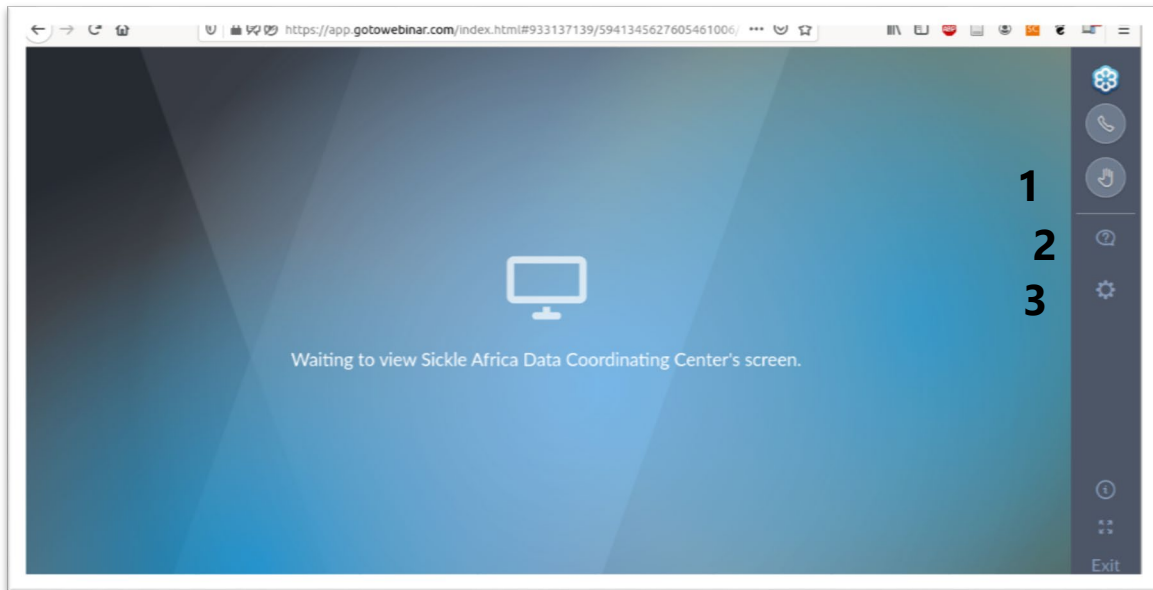 https://app.gotowebinar.com/index.html#933137139/5941345627605461006/
1
2
3
Waiting to view Sickle Africa Data Coordinating Center's screen.
Exit